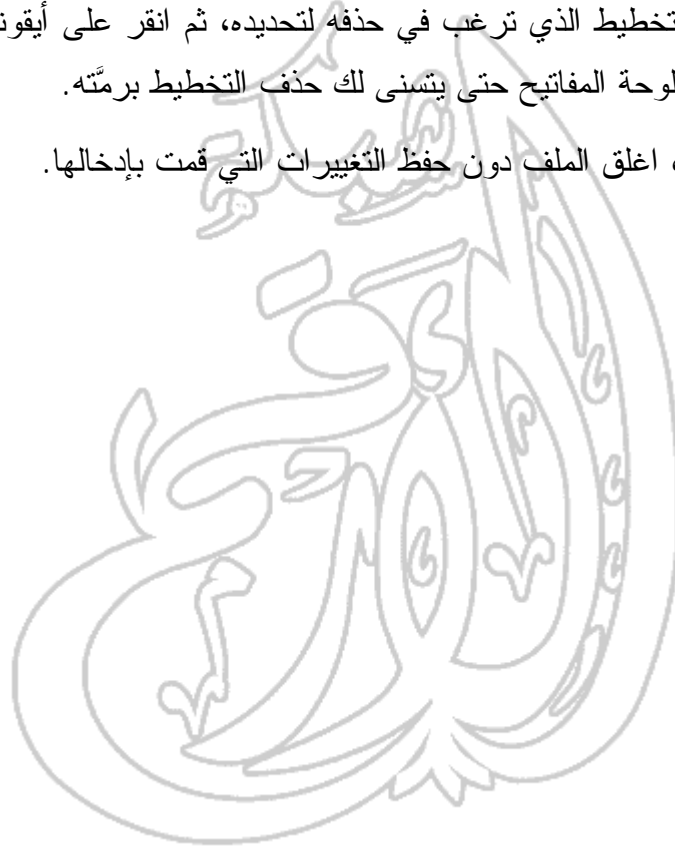 تخطيط الذي ترغب في حذفه لتحديده، ثم انقر على أيقون
لوحة المفاتيح حتى يتسنى لك حذف التخطيط برمَّته.
اغلق الملف دون حفظ التغييرات التي قمت بإدخالها.